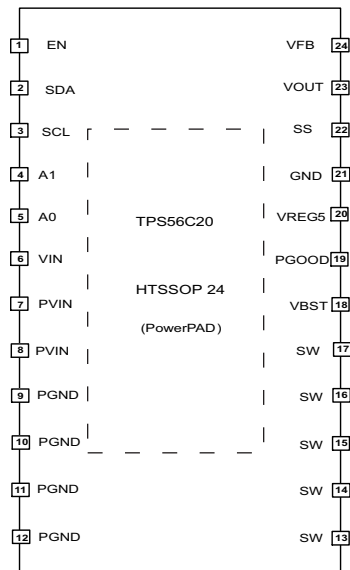 1 EN VFB 24
2 SDA VOUT 23
3 SCL SS 22
4 A1 GND 21
5 A0 VREG5 20
TPS56C20
6 VIN PGOOD 19
HTSSOP 24
7 PVIN VBST 18
(PowerPAD)
8 PVIN SW 17
9 PGND SW 16
10 PGND SW 15
11 PGND SW 14
12 PGND SW 13